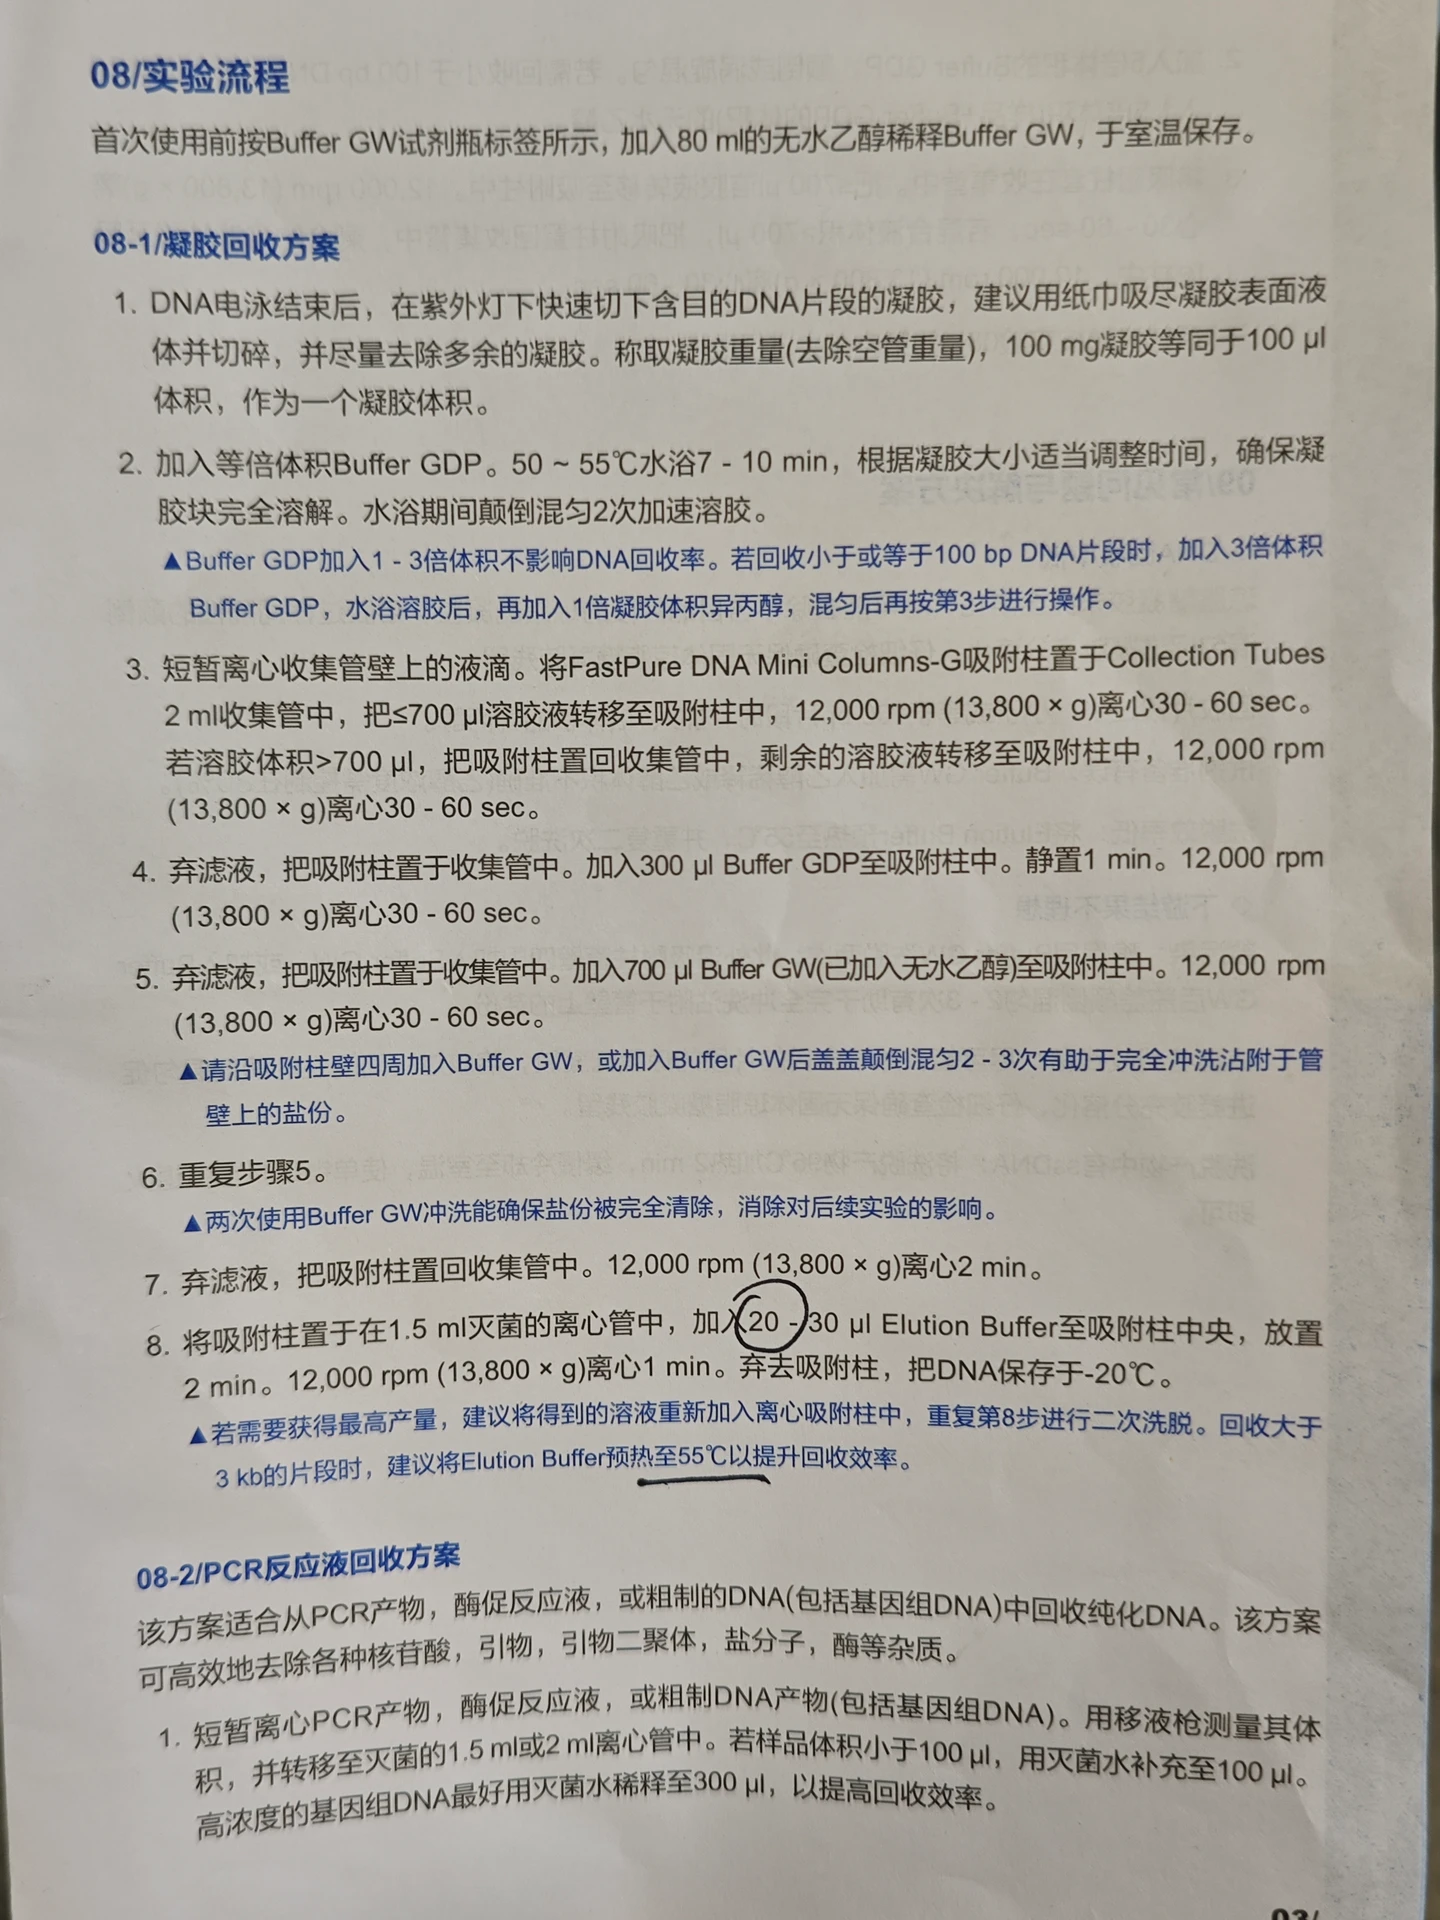 08/实验流程
首次使用前按Buffer GW试剂瓶标签所示，加入80 ml的无水乙醇稀释Buffer GW，于室温保存。
08-1/凝胶回收方案
1. DNA电泳结束后，在紫外灯下快速切下含目的DNA片段的凝胶，建议用纸巾吸尽凝胶表面液
体并切碎，并尽量去除多余的凝胶。称取凝胶重量(去除空管重量)，100 mg凝胶等同于100 μl
体积，作为一个凝胶体积。
2. 加入等倍体积Buffer GDP。50 ~ 55℃水浴7 - 10 min，根据凝胶大小适当调整时间，确保凝
胶块完全溶解。水浴期间颠倒混匀2次加速溶胶。
▲Buffer GDP加入1 - 3倍体积不影响DNA回收率。若回收小于或等于100 bp DNA片段时，加入3倍体积
Buffer GDP，水浴溶胶后，再加入1倍凝胶体积异丙醇，混匀后再按第3步进行操作。
3. 短暂离心收集管壁上的液滴。将FastPure DNA Mini Columns-G吸附柱置于Collection Tubes
2 ml收集管中，把≤700 μl溶胶液转移至吸附柱中，12,000 rpm (13,800 × g)离心30 - 60 sec。
若溶胶体积>700 μl，把吸附柱置回收集管中，剩余的溶胶液转移至吸附柱中，12,000 rpm
(13,800 × g)离心30 - 60 sec。
4. 弃滤液，把吸附柱置于收集管中。加入300 μl Buffer GDP至吸附柱中。静置1 min。12,000 rpm
(13,800 × g)离心30 - 60 sec。
5. 弃滤液，把吸附柱置于收集管中。加入700 μl Buffer GW(已加入无水乙醇)至吸附柱中。12,000 rpm
(13,800 × g)离心30 - 60 sec。
▲请沿吸附柱壁四周加入Buffer GW，或加入Buffer GW后盖盖颠倒混匀2 - 3次有助于完全冲洗沾附于管
壁上的盐份。
6. 重复步骤5。
▲两次使用Buffer GW冲洗能确保盐份被完全清除，消除对后续实验的影响。
7. 弃滤液，把吸附柱置回收集管中。12,000 rpm (13,800 × g)离心2 min。
8. 将吸附柱置于在1.5 ml灭菌的离心管中，加入20 - 30 μl Elution Buffer至吸附柱中央，放置
2 min。12,000 rpm (13,800 × g)离心1 min。弃去吸附柱，把DNA保存于-20℃。
▲若需要获得最高产量，建议将得到的溶液重新加入离心吸附柱中，重复第8步进行二次洗脱。回收大于
3 kb的片段时，建议将Elution Buffer预热至55℃以提升回收效率。
08-2/PCR反应液回收方案
该方案适合从PCR产物，酶促反应液，或粗制的DNA(包括基因组DNA)中回收纯化DNA。该方案
可高效地去除各种核苷酸，引物，引物二聚体，盐分子，酶等杂质。
1. 短暂离心PCR产物，酶促反应液，或粗制DNA产物(包括基因组DNA)。用移液枪测量其体
积，并转移至灭菌的1.5 ml或2 ml离心管中。若样品体积小于100 μl，用灭菌水补充至100 μl。
高浓度的基因组DNA最好用灭菌水稀释至300 μl，以提高回收效率。
03/